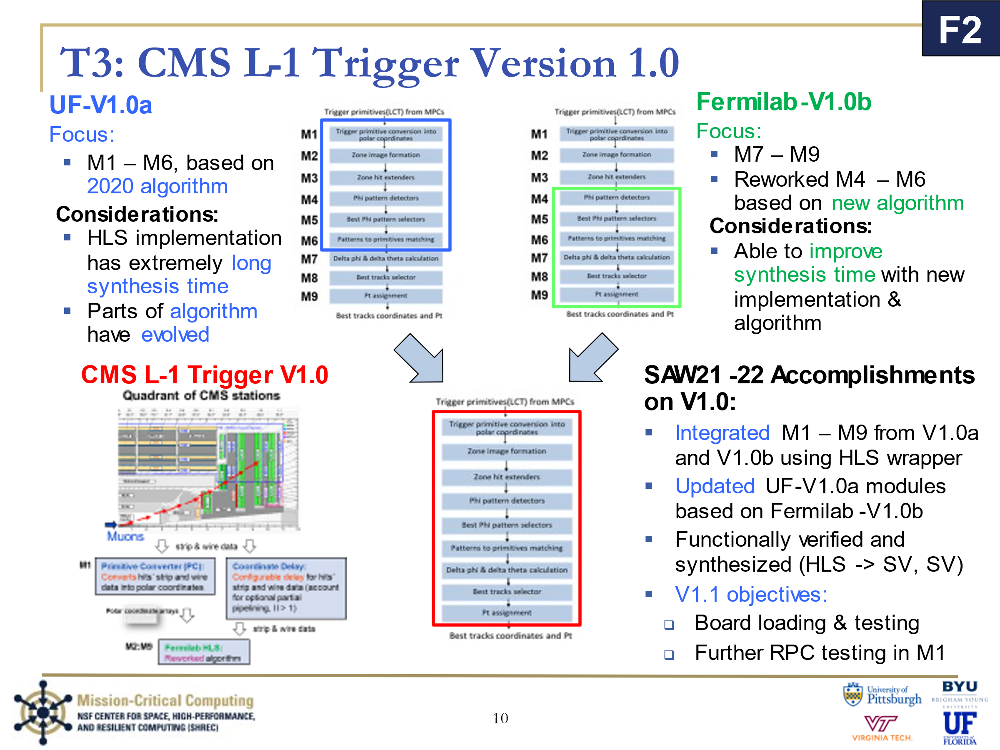 F2
T3: CMS L-1 Trigger Version 1.0
UF-V1.0a
Focus:
▪ M1 – M6, based on
2020 algorithm
Considerations:
▪ HLS implementation
has extremely long
synthesis time
▪ Parts of algorithm
have evolved
Trigger primitives(LCT) from MPCs
M1 Trigger primitive conversion into
polar coordinates
M2 Zone image formation
M3 Zone hit extenders
M4 Phi pattern detectors
M5 Best Phi pattern selectors
M6 Patterns to primitives matching
M7 Delta phi & delta theta calculation
M8 Best tracks selector
M9 Pt assignment
Best tracks coordinates and Pt
Trigger primitives(LCT) from MPCs
M1 Trigger primitive conversion into
polar coordinates
M2 Zone image formation
M3 Zone hit extenders
M4 Phi pattern detectors
M5 Best Phi pattern selectors
M6 Patterns to primitives matching
M7 Delta phi & delta theta calculation
M8 Best tracks selector
M9 Pt assignment
Best tracks coordinates and Pt
Fermilab-V1.0b
Focus:
▪ M7 – M9
▪ Reworked M4 – M6
based on new algorithm
Considerations:
▪ Able to improve
synthesis time with new
implementation &
algorithm
CMS L-1 Trigger V1.0
Quadrant of CMS stations
Muons
strip & wire data
M1 Primitive Converter (PC):
Converts hits' strip and wire
data into polar coordinates
Coordinate Delay:
Configurable delay for hits'
strip and wire data (account
for optional partial
pipelining, II > 1)
Polar coordinate arrays
strip & wire data
M2:M9 Fermilab HLS:
Reworked algorithm
Trigger primitives(LCT) from MPCs
Trigger primitive conversion into
polar coordinates
Zone image formation
Zone hit extenders
Phi pattern detectors
Best Phi pattern selectors
Patterns to primitives matching
Delta phi & delta theta calculation
Best tracks selector
Pt assignment
Best tracks coordinates and Pt
SAW21-22 Accomplishments
on V1.0:
▪ Integrated M1 – M9 from V1.0a
and V1.0b using HLS wrapper
▪ Updated UF-V1.0a modules
based on Fermilab-V1.0b
▪ Functionally verified and
synthesized (HLS -> SV, SV)
▪ V1.1 objectives:
❑ Board loading & testing
❑ Further RPC testing in M1
Mission-Critical Computing
NSF CENTER FOR SPACE, HIGH-PERFORMANCE,
AND RESILIENT COMPUTING (SHREC)
10
University of
Pittsburgh
BYU
BRIGHAM YOUNG
UNIVERSITY
VT
VIRGINIA TECH.
UF
UNIVERSITY of
FLORIDA